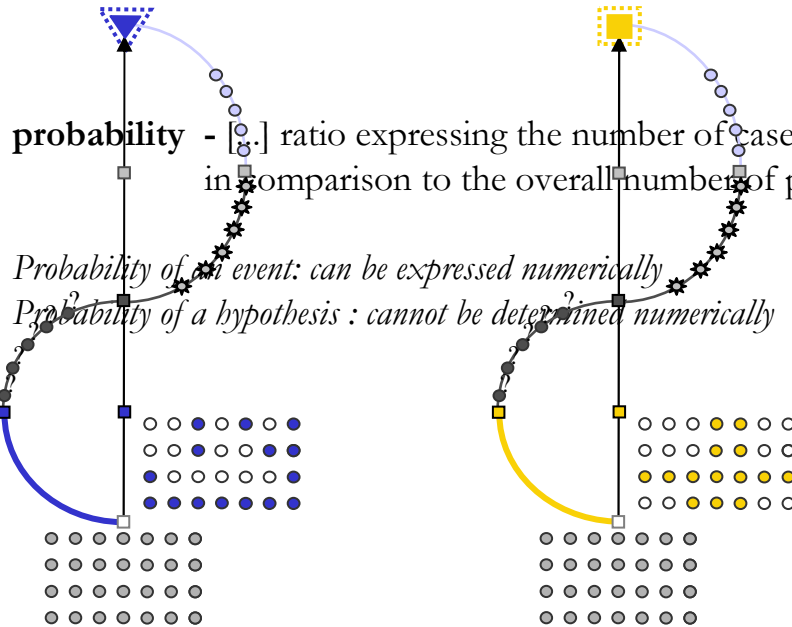 probability - [...] ratio expressing the number of case
in comparison to the overall number of p
Probability of an event: can be expressed numerically
Probability of a hypothesis : cannot be determined numerically
? ? ? ? ? ?
? ? ? ? ? ?